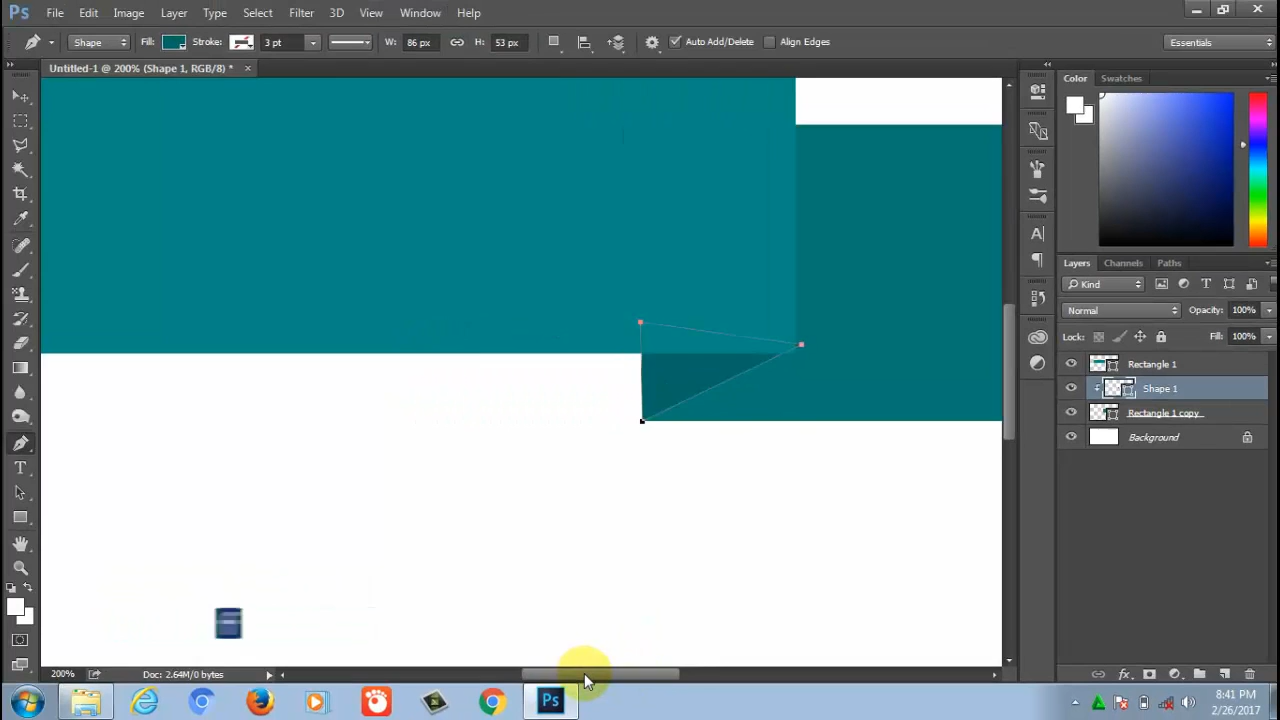 Ps File Edit Image Layer Type Select Filter 3D View Window Help
Shape Fill: Stroke: 3 pt W: 86 px H: 53 px Auto Add/Delete Align Edges Essentials
Untitled-1 @ 200% (Shape 1, RGB/8) * ×
Color Swatches
Layers Channels Paths
Kind
Normal Opacity: 100%
Lock: Fill: 100%
Rectangle 1
Shape 1
Rectangle 1 copy
Background
200% Doc: 2.64M/0 bytes
Ps
8:41 PM
2/26/2017